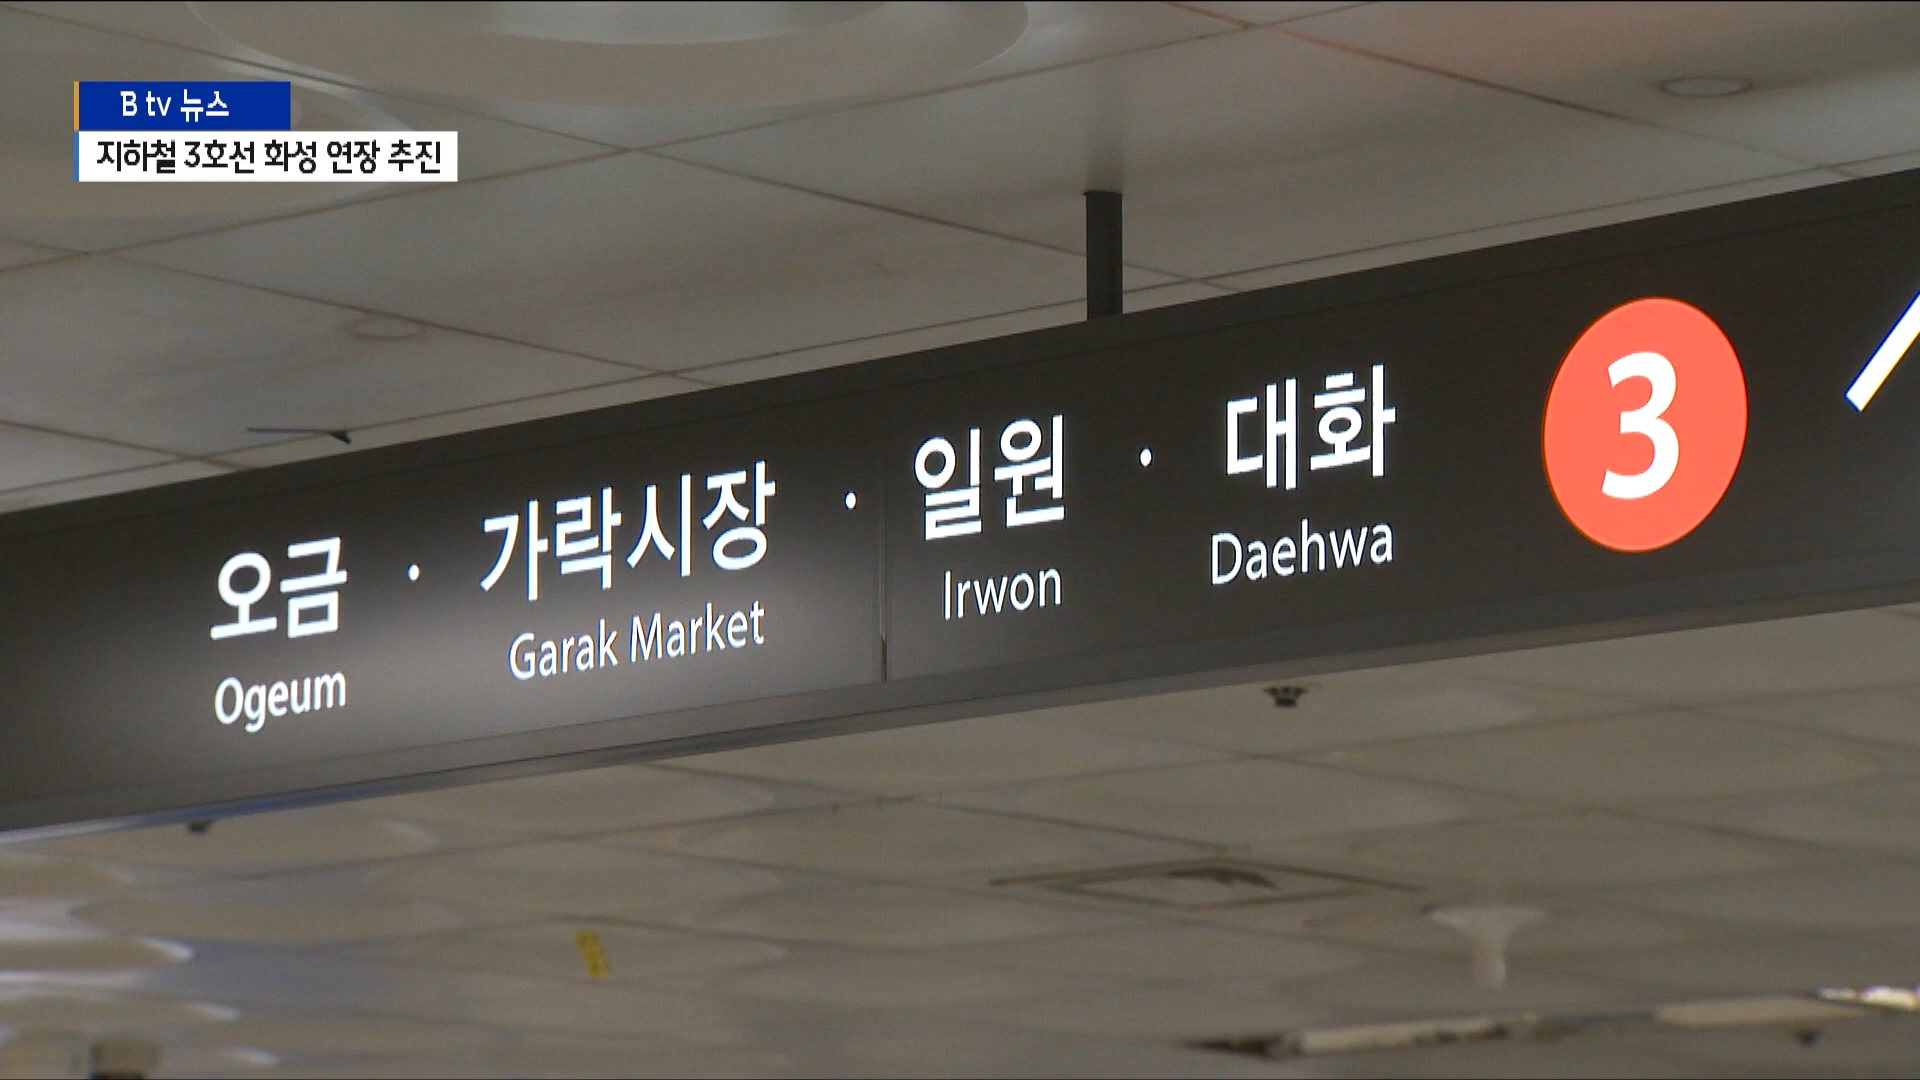 B tv 뉴스
지하철 3호선 화성 연장 추진
오금 · 가락시장 · 일원 · 대화 3
Ogeum Garak Market Irwon Daehwa